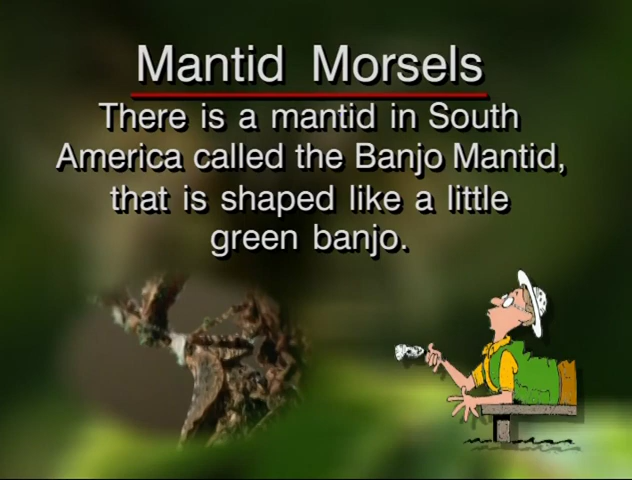 Mantid Morsels
There is a mantid in South
America called the Banjo Mantid,
that is shaped like a little
green banjo.